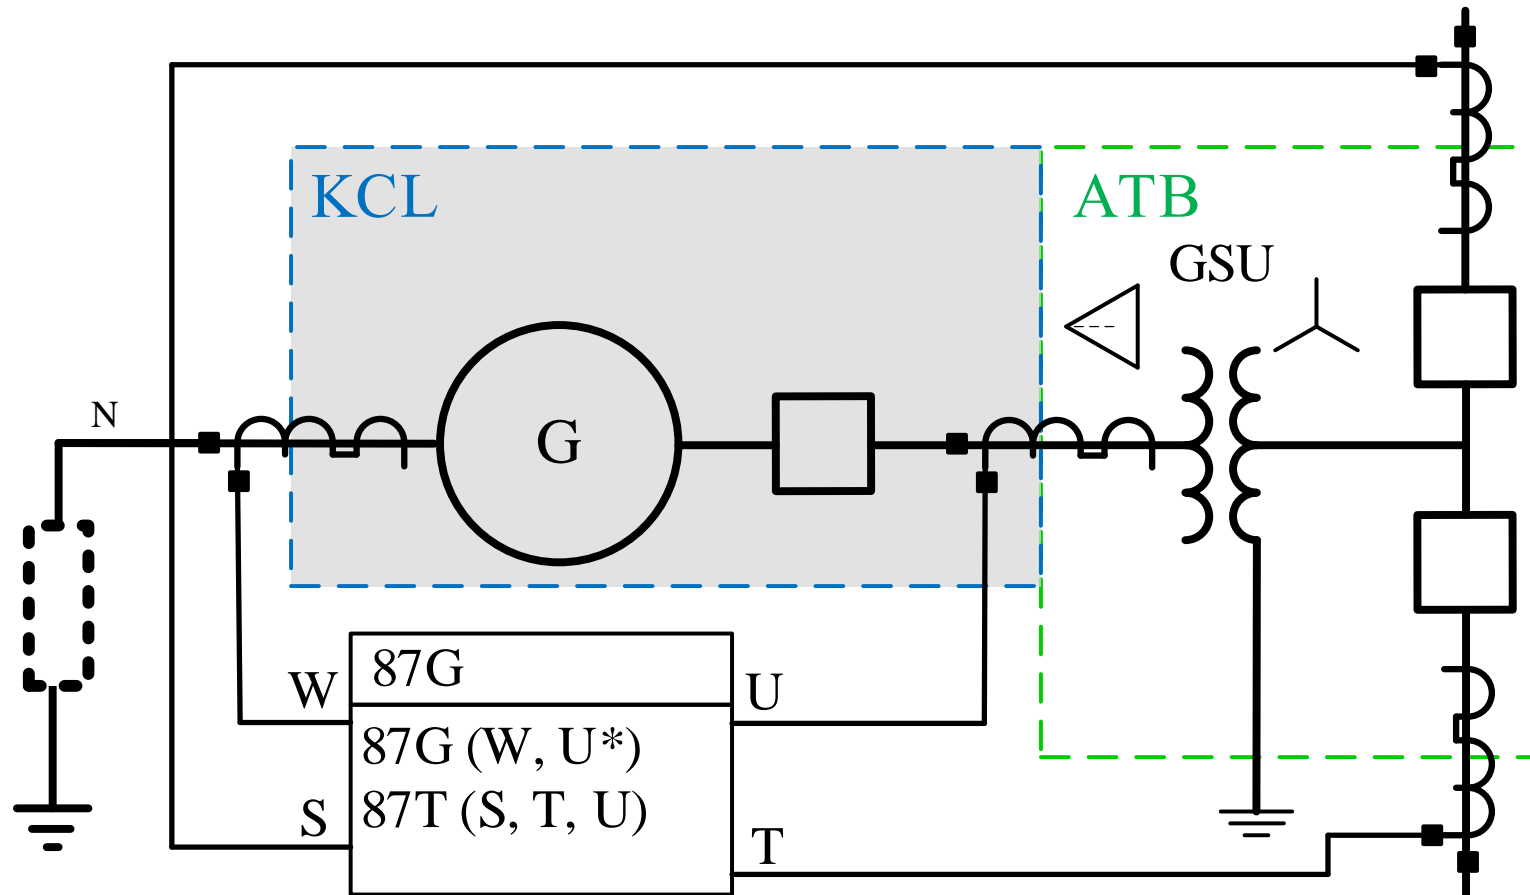 KCL
ATB
GSU
N
G
87G
W
U
87G (W, U*)
87T (S, T, U)
S
T